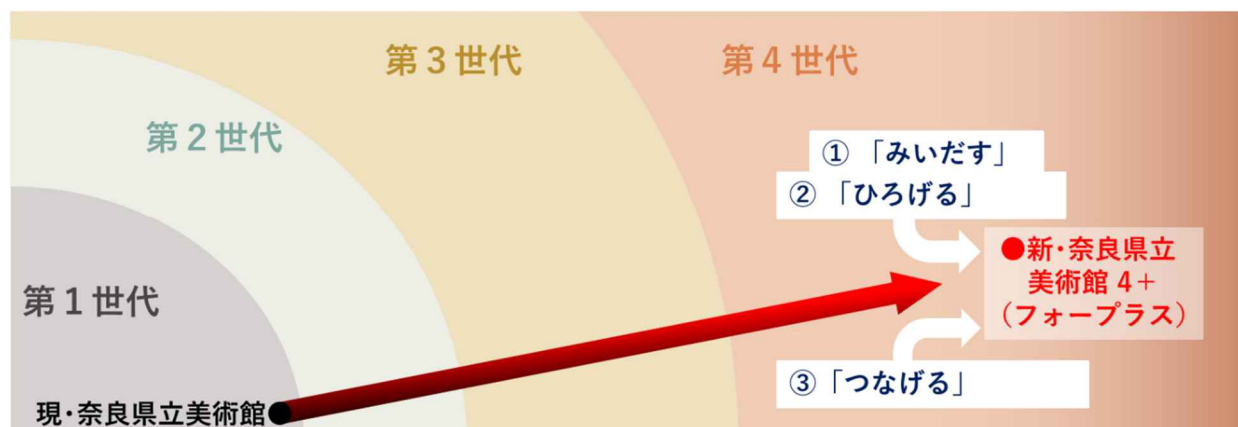 第３世代
第４世代
第２世代
①「みいだす」
②「ひろげる」
●新・奈良県立
美術館 4＋
（フォープラス）
第１世代
③「つなげる」
現・奈良県立美術館●